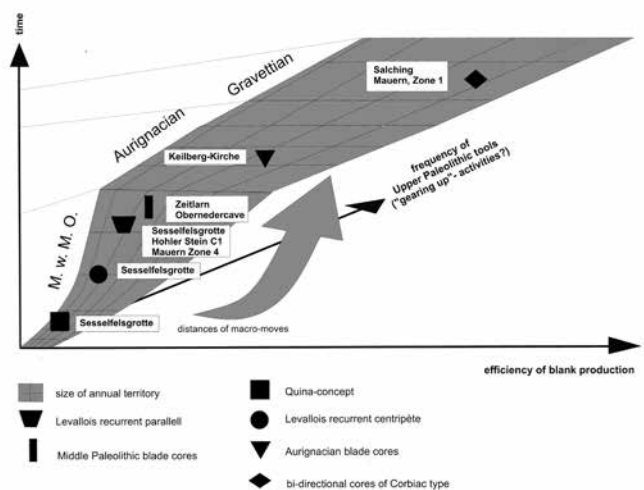 time
Gravettian
Aurignacian
M. w. M. O.
Salching
Mauern, Zone 1
Keilberg-Kirche
frequency of
Upper Paleolithic tools
("gearing up"- activities?)
Zeitlarn
Obernedercave
Sesselfelsgrotte
Hohler Stein C1
Mauern Zone 4
Sesselfelsgrotte
Sesselfelsgrotte
distances of macro-moves
efficiency of blank production
size of annual territory
Quina-concept
Levallois recurrent parallell
Levallois recurrent centripète
Middle Paleolithic blade cores
Aurignacian blade cores
bi-directional cores of Corbiac type